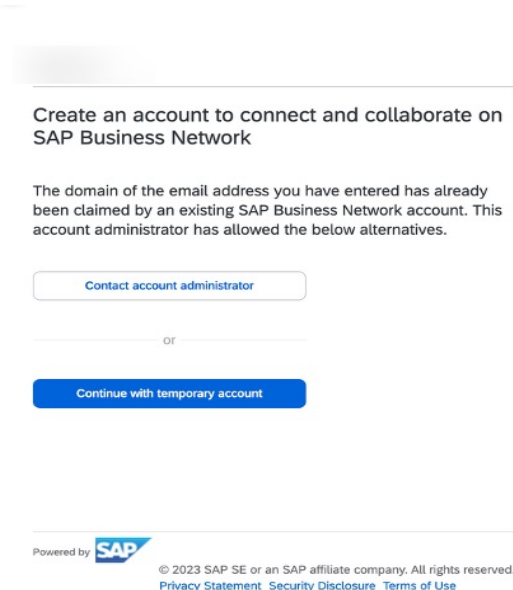 Create an account to connect and collaborate on
SAP Business Network
The domain of the email address you have entered has already
been claimed by an existing SAP Business Network account. This
account administrator has allowed the below alternatives.
Contact account administrator
or
Continue with temporary account
Powered by SAP
© 2023 SAP SE or an SAP affiliate company. All rights reserved.
Privacy Statement Security Disclosure Terms of Use